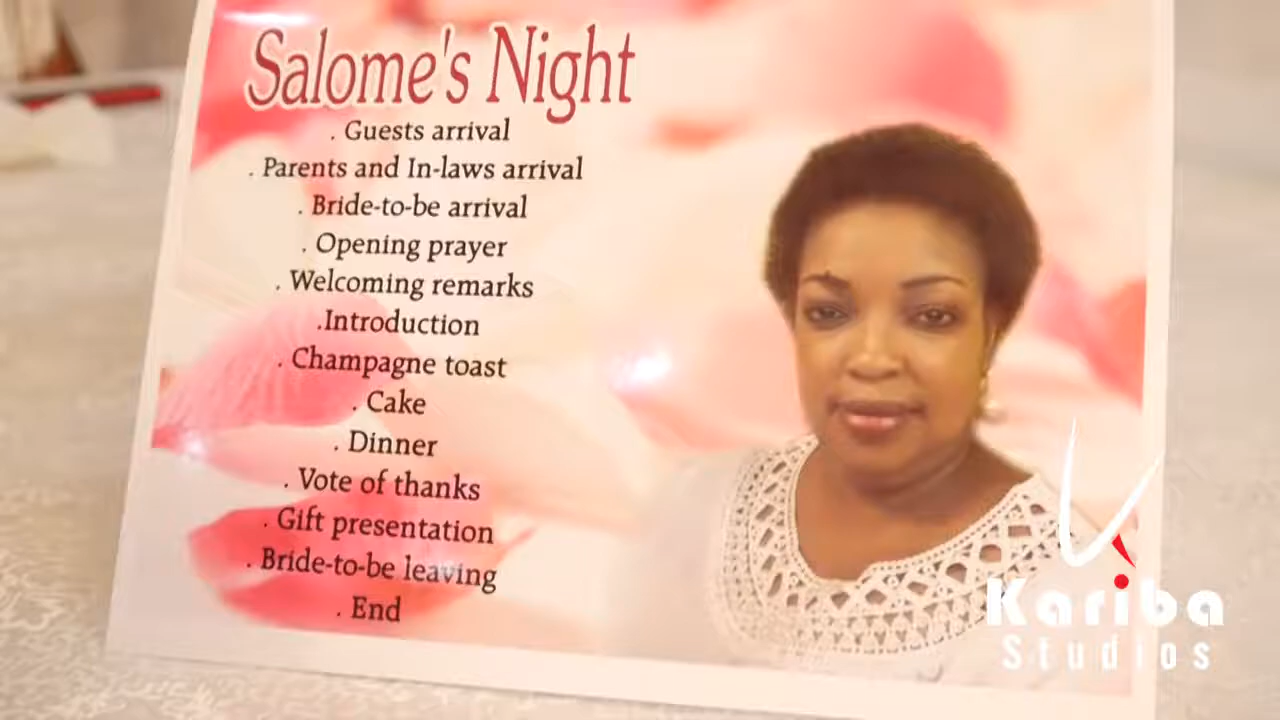 Salome's Night
. Guests arrival
. Parents and In-laws arrival
. Bride-to-be arrival
. Opening prayer
. Welcoming remarks
.Introduction
. Champagne toast
. Cake
. Dinner
. Vote of thanks
. Gift presentation
. Bride-to-be leaving
. End
Kariba
Studios